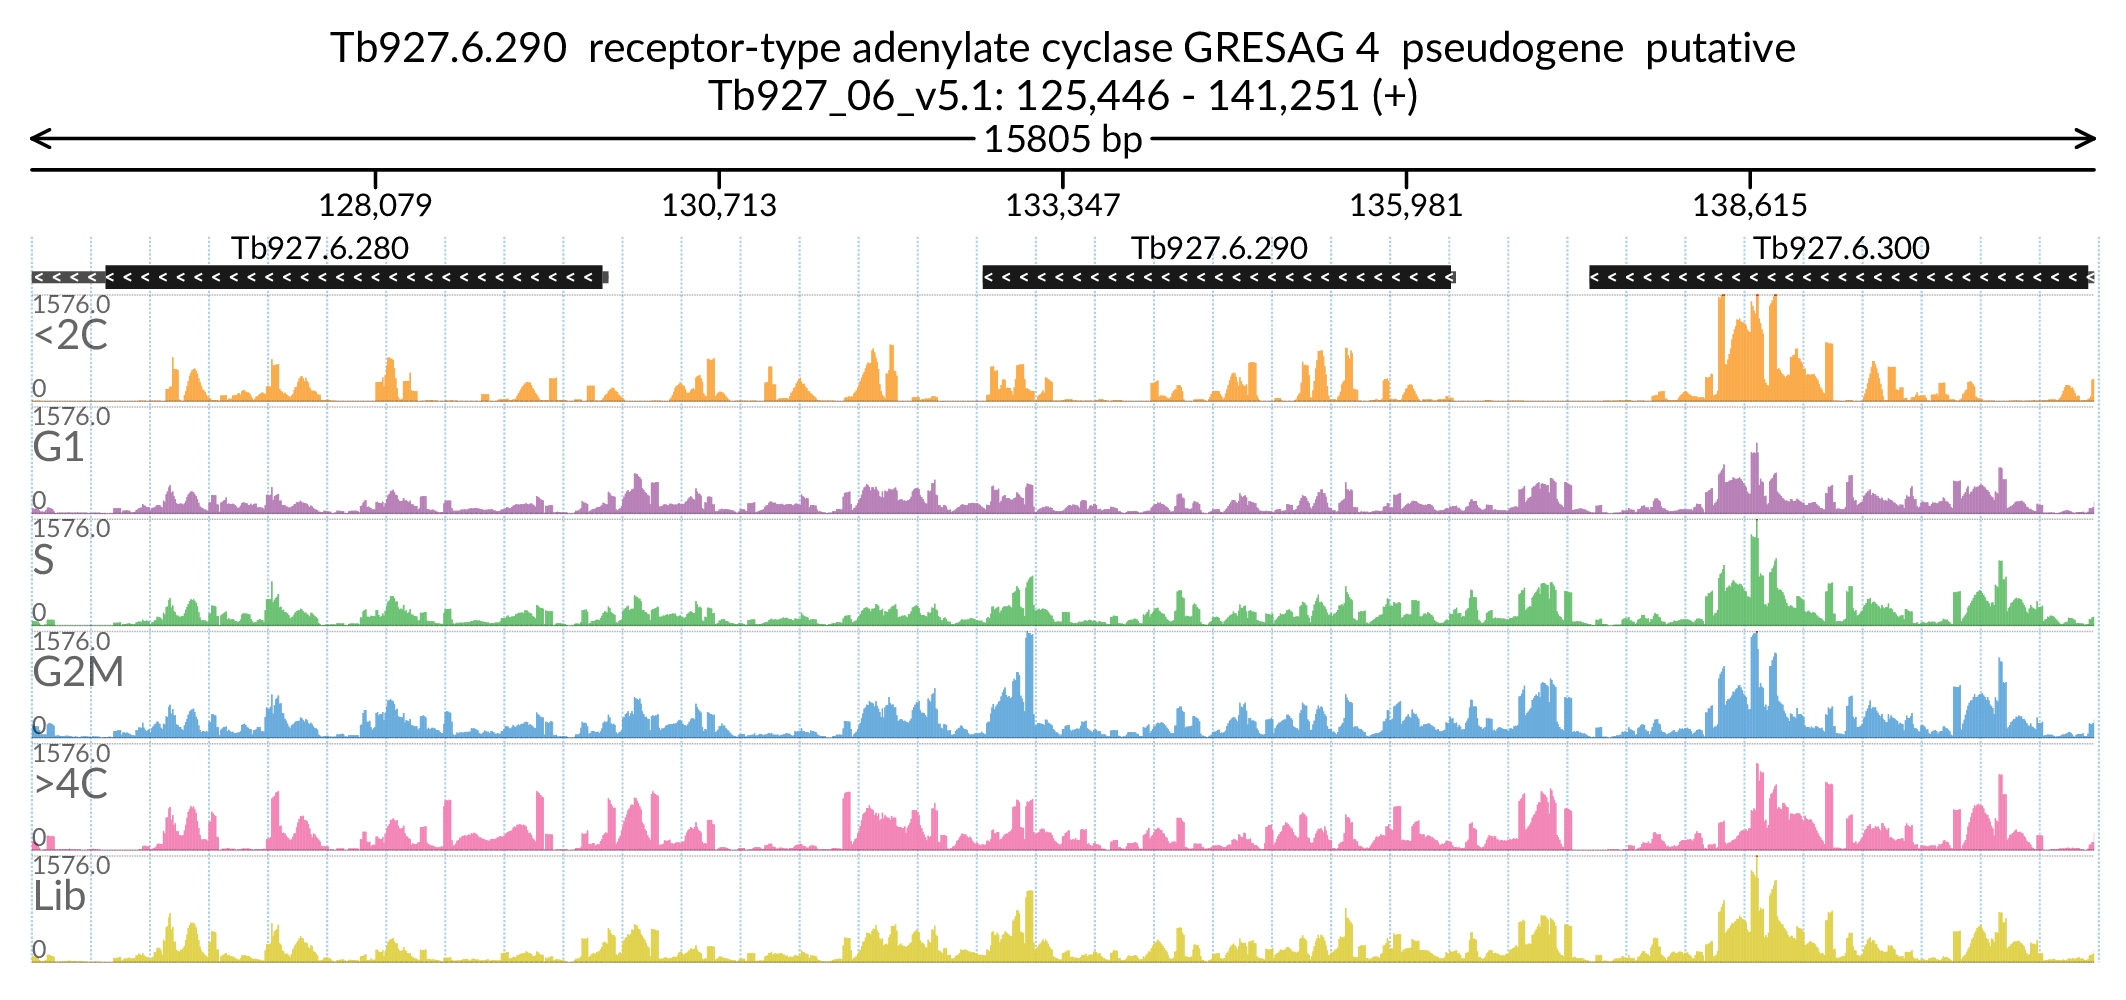 Tb927.6.290 receptor-type adenylate cyclase GRESAG 4 pseudogene putative
Tb927_06_v5.1: 125,446 - 141,251 (+)
15805 bp
128,079 130,713 133,347 135,981 138,615
Tb927.6.280 Tb927.6.290 Tb927.6.300
1576.0
<2C
0
1576.0
G1
0
1576.0
S
0
1576.0
G2M
0
1576.0
>4C
0
1576.0
Lib
0